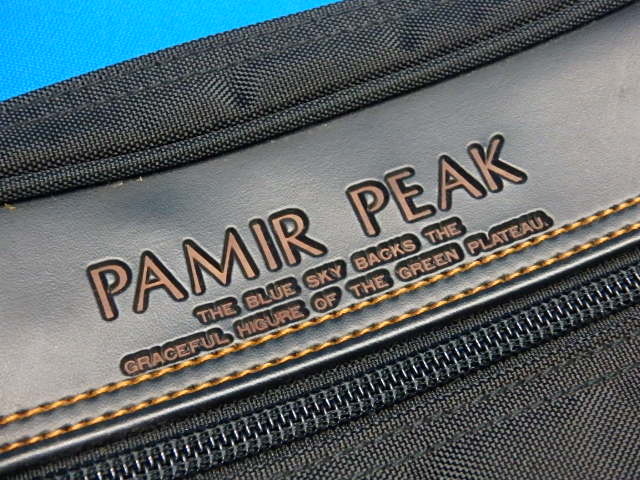 PAMIR PEAK
THE BLUE SKY BACKS THE
GRACEFUL HIGURE OF THE GREEN PLATEAU.